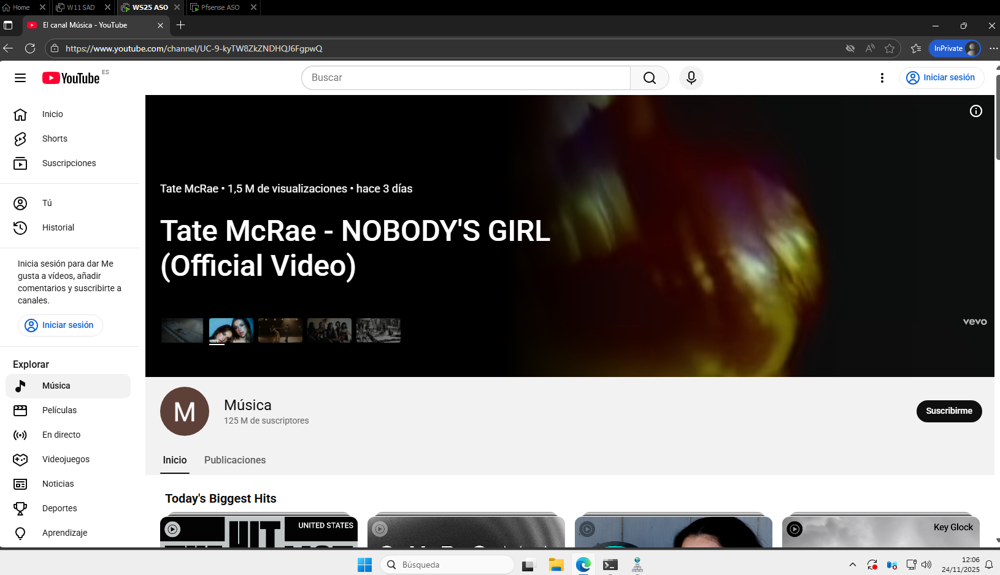 Home
W11 SAD
WS25 ASO
Pfsense ASO
El canal Música - YouTube
https://www.youtube.com/channel/UC-9-kyTW8ZkZNDHQJ6FgpwQ
InPrivate
YouTube ES
Buscar
Iniciar sesión
Inicio
Shorts
Suscripciones
Tú
Historial
Inicia sesión para dar Me
gusta a vídeos, añadir
comentarios y suscribirte a
canales.
Iniciar sesión
Explorar
Música
Películas
En directo
Videojuegos
Noticias
Deportes
Aprendizaje
Tate McRae • 1,5 M de visualizaciones • hace 3 días
Tate McRae - NOBODY'S GIRL
(Official Video)
vevo
M
Música
125 M de suscriptores
Suscribirme
Inicio
Publicaciones
Today's Biggest Hits
UNITED STATES
Key Glock
Búsqueda
12:06
24/11/2025